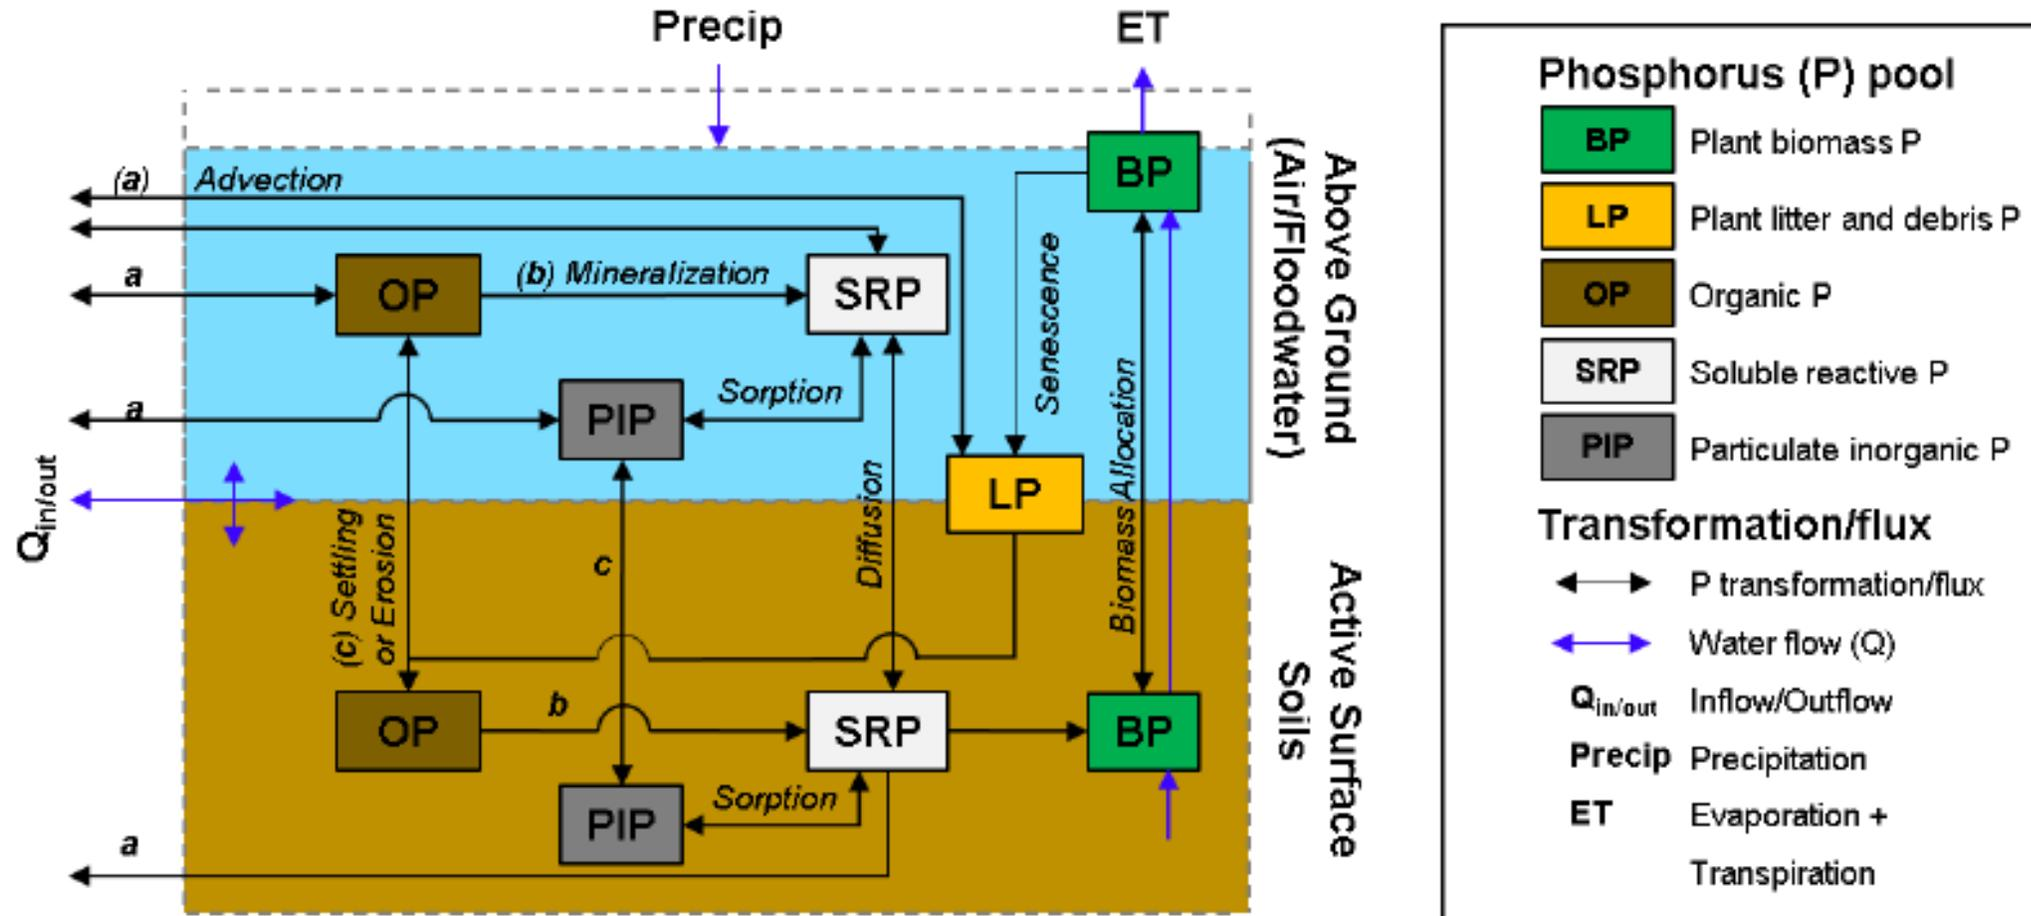 Precip
ET
(a) Advection
BP
a
OP
(b) Mineralization
SRP
Senescence
a
PIP
Sorption
Biomass Allocation
Above Ground
(Air/Floodwater)
Q in/out
LP
(c) Settling
or Erosion
c
Diffusion
Active Surface
Soils
OP
b
SRP
BP
PIP
Sorption
a
Phosphorus (P) pool
BP Plant biomass P
LP Plant litter and debris P
OP Organic P
SRP Soluble reactive P
PIP Particulate inorganic P
Transformation/flux
P transformation/flux
Water flow (Q)
Q in/out Inflow/Outflow
Precip Precipitation
ET Evaporation +
Transpiration